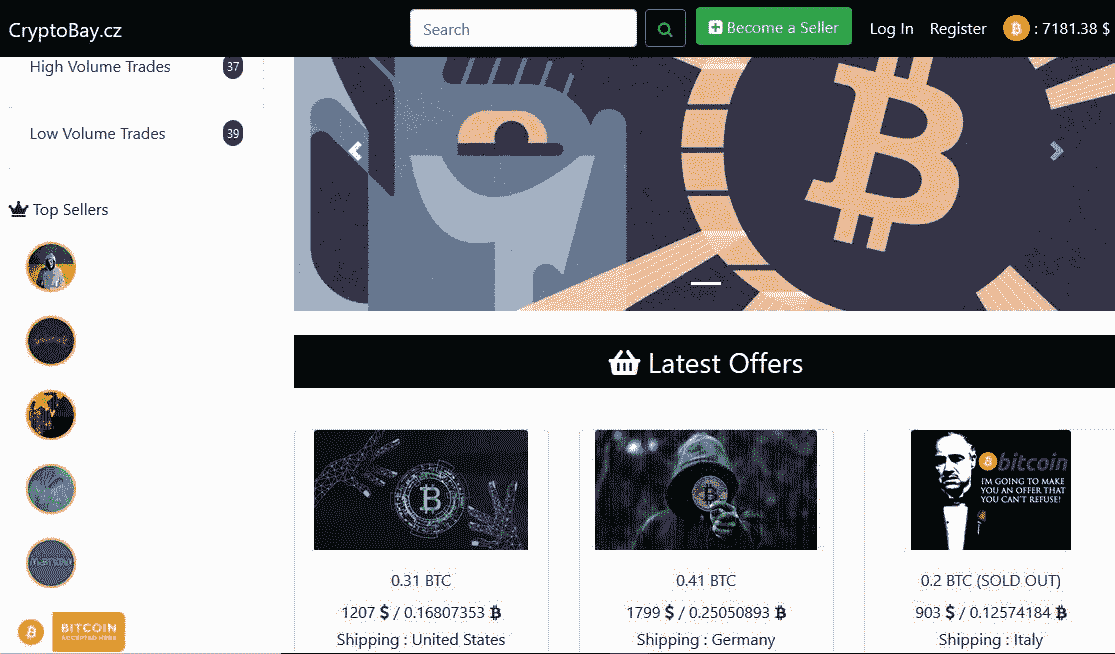 CryptoBay.cz
Search
Become a Seller
Log In
Register
: 7181.38 $
High Volume Trades
37
Low Volume Trades
39
Top Sellers
BITCOIN
ACCEPTED HERE
Latest Offers
bitcoin
I'M GOING TO MAKE
YOU AN OFFER THAT
YOU CAN'T REFUSE!
0.31 BTC
1207 $ / 0.16807353 ₿
Shipping : United States
0.41 BTC
1799 $ / 0.25050893 ₿
Shipping : Germany
0.2 BTC (SOLD OUT)
903 $ / 0.12574184 ₿
Shipping : Italy